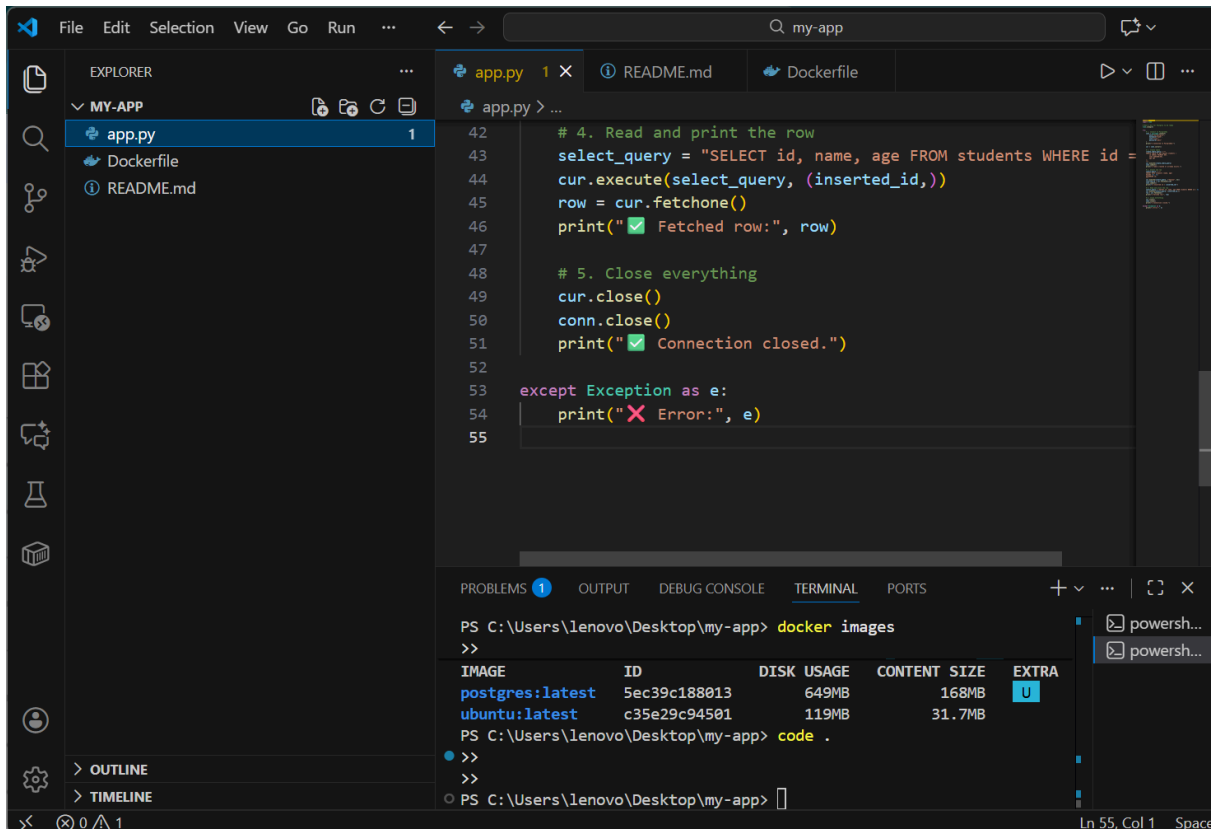 File Edit Selection View Go Run ··· my-app
EXPLORER ···
app.py 1 README.md Dockerfile ···
MY-APP
app.py > ...
app.py 1
Dockerfile
README.md
42 # 4. Read and print the row
43 select_query = "SELECT id, name, age FROM students WHERE id =
44 cur.execute(select_query, (inserted_id,))
45 row = cur.fetchone()
46 print("✅ Fetched row:", row)
47
48 # 5. Close everything
49 cur.close()
50 conn.close()
51 print("✅ Connection closed.")
52
53 except Exception as e:
54 print("❌ Error:", e)
55
PROBLEMS 1 OUTPUT DEBUG CONSOLE TERMINAL PORTS ···
PS C:\Users\lenovo\Desktop\my-app> docker images
>>
IMAGE ID DISK USAGE CONTENT SIZE EXTRA
postgres:latest 5ec39c188013 649MB 168MB U
ubuntu:latest c35e29c94501 119MB 31.7MB
PS C:\Users\lenovo\Desktop\my-app> code .
>>
>>
PS C:\Users\lenovo\Desktop\my-app>
powersh...
powersh...
OUTLINE
TIMELINE
0 1 Ln 55, Col 1 Space